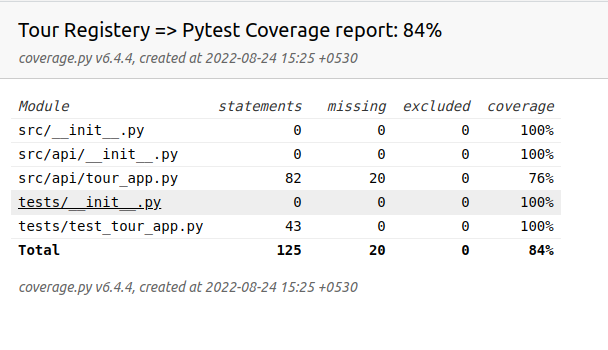 Tour Registery => Pytest Coverage report: 84%
coverage.py v6.4.4, created at 2022-08-24 15:25 +0530
Module statements missing excluded coverage
src/__init__.py 0 0 0 100%
src/api/__init__.py 0 0 0 100%
src/api/tour_app.py 82 20 0 76%
tests/__init__.py 0 0 0 100%
tests/test_tour_app.py 43 0 0 100%
Total 125 20 0 84%
coverage.py v6.4.4, created at 2022-08-24 15:25 +0530